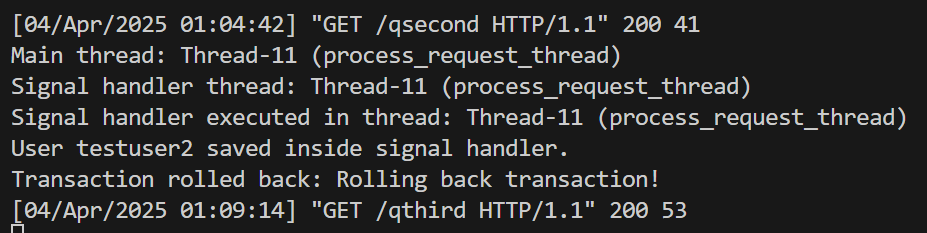 [04/Apr/2025 01:04:42] "GET /qsecond HTTP/1.1" 200 41
Main thread: Thread-11 (process_request_thread)
Signal handler thread: Thread-11 (process_request_thread)
Signal handler executed in thread: Thread-11 (process_request_thread)
User testuser2 saved inside signal handler.
Transaction rolled back: Rolling back transaction!
[04/Apr/2025 01:09:14] "GET /qthird HTTP/1.1" 200 53